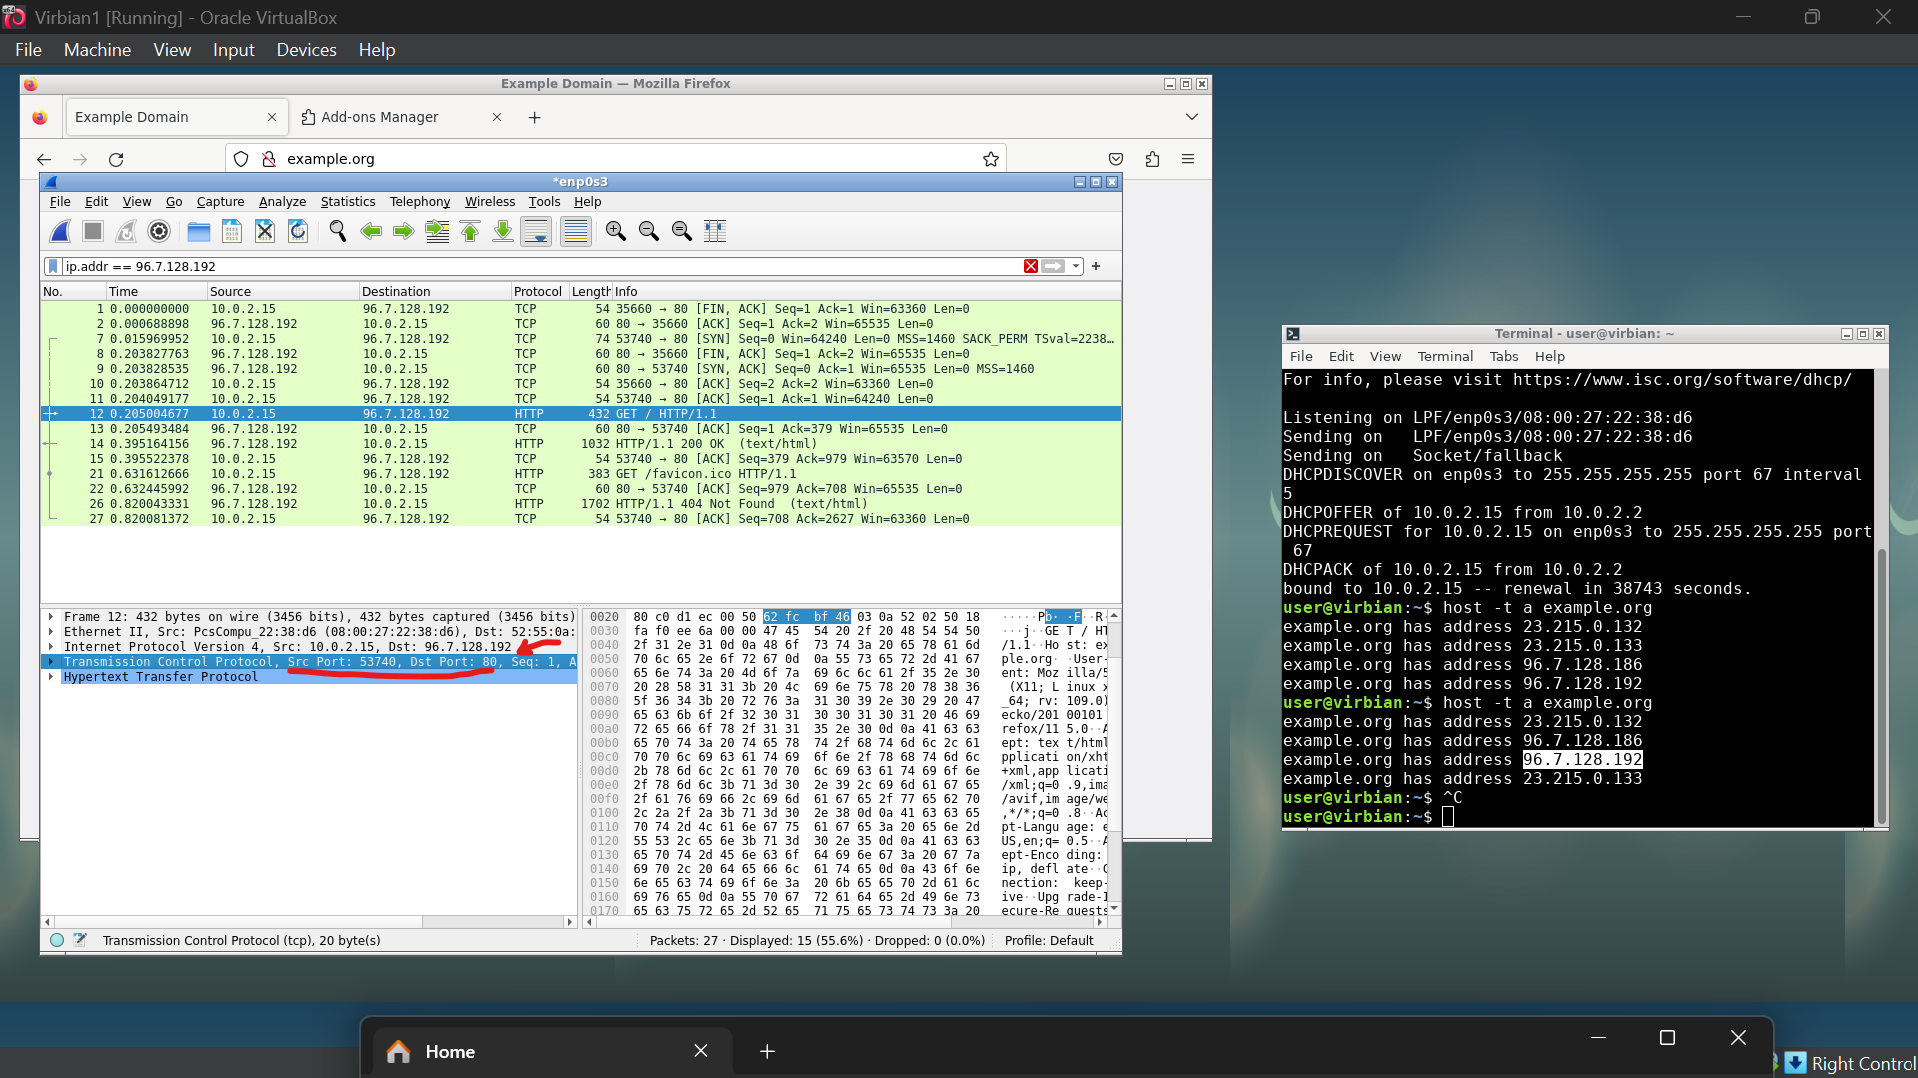 Virbian1 [Running] - Oracle VirtualBox
File Machine View Input Devices Help
Example Domain — Mozilla Firefox
Example Domain
Add-ons Manager
example.org
*enp0s3
File Edit View Go Capture Analyze Statistics Telephony Wireless Tools Help
ip.addr == 96.7.128.192
No. Time Source Destination Protocol Length Info
1 0.000000000 10.0.2.15 96.7.128.192 TCP 54 35660 → 80 [FIN, ACK] Seq=1 Ack=1 Win=63360 Len=0
2 0.000688898 96.7.128.192 10.0.2.15 TCP 60 80 → 35660 [ACK] Seq=1 Ack=2 Win=65535 Len=0
7 0.015969952 10.0.2.15 96.7.128.192 TCP 74 53740 → 80 [SYN] Seq=0 Win=64240 Len=0 MSS=1460 SACK_PERM TSval=2238…
8 0.203827763 96.7.128.192 10.0.2.15 TCP 60 80 → 35660 [FIN, ACK] Seq=1 Ack=2 Win=65535 Len=0
9 0.203828535 96.7.128.192 10.0.2.15 TCP 60 80 → 53740 [SYN, ACK] Seq=0 Ack=1 Win=65535 Len=0 MSS=1460
10 0.203864712 10.0.2.15 96.7.128.192 TCP 54 35660 → 80 [ACK] Seq=2 Ack=2 Win=63360 Len=0
11 0.204049177 10.0.2.15 96.7.128.192 TCP 54 53740 → 80 [ACK] Seq=1 Ack=1 Win=64240 Len=0
12 0.205004677 10.0.2.15 96.7.128.192 HTTP 432 GET / HTTP/1.1
13 0.205493484 96.7.128.192 10.0.2.15 TCP 60 80 → 53740 [ACK] Seq=1 Ack=379 Win=65535 Len=0
14 0.395164156 96.7.128.192 10.0.2.15 HTTP 1032 HTTP/1.1 200 OK (text/html)
15 0.395522378 10.0.2.15 96.7.128.192 TCP 54 53740 → 80 [ACK] Seq=379 Ack=979 Win=63570 Len=0
21 0.631612666 10.0.2.15 96.7.128.192 HTTP 383 GET /favicon.ico HTTP/1.1
22 0.632445992 96.7.128.192 10.0.2.15 TCP 60 80 → 53740 [ACK] Seq=979 Ack=708 Win=65535 Len=0
26 0.820043331 96.7.128.192 10.0.2.15 HTTP 1702 HTTP/1.1 404 Not Found (text/html)
27 0.820081372 10.0.2.15 96.7.128.192 TCP 54 53740 → 80 [ACK] Seq=708 Ack=2627 Win=63360 Len=0
Frame 12: 432 bytes on wire (3456 bits), 432 bytes captured (3456 bits)
Ethernet II, Src: PcsCompu_22:38:d6 (08:00:27:22:38:d6), Dst: 52:55:0a:
Internet Protocol Version 4, Src: 10.0.2.15, Dst: 96.7.128.192
Transmission Control Protocol, Src Port: 53740, Dst Port: 80, Seq: 1, A
Hypertext Transfer Protocol
0020 80 c0 d1 ec 00 50 62 fc bf 46 03 0a 52 02 50 18 ·····Pb· ·F··R·
0030 fa f0 ee 6a 00 00 47 45 54 20 2f 20 48 54 54 50 ···j··GE T / HT
0040 2f 31 2e 31 0d 0a 48 6f 73 74 3a 20 65 78 61 6d /1.1··Ho st: ex
0050 70 6c 65 2e 6f 72 67 0d 0a 55 73 65 72 2d 41 67 ple.org· ·User-
0060 65 6e 74 3a 20 4d 6f 7a 69 6c 6c 61 2f 35 2e 30 ent: Moz illa/5
0070 20 28 58 31 31 3b 20 4c 69 6e 75 78 20 78 38 36 (X11; L inux x
0080 5f 36 34 3b 20 72 76 3a 31 30 39 2e 30 29 20 47 _64; rv: 109.0)
0090 65 63 6b 6f 2f 32 30 31 30 30 31 30 31 20 46 69 ecko/201 00101
00a0 72 65 66 6f 78 2f 31 31 35 2e 30 0d 0a 41 63 63 refox/11 5.0··A
00b0 65 70 74 3a 20 74 65 78 74 2f 68 74 6d 6c 2c 61 ept: tex t/html
00c0 70 70 6c 69 63 61 74 69 6f 6e 2f 78 68 74 6d 6c pplicati on/xht
00d0 2b 78 6d 6c 2c 61 70 70 6c 69 63 61 74 69 6f 6e +xml,app licati
00e0 2f 78 6d 6c 3b 71 3d 30 2e 39 2c 69 6d 61 67 65 /xml;q=0 .9,ima
00f0 2f 61 76 69 66 2c 69 6d 61 67 65 2f 77 65 62 70 /avif,im age/we
0100 2c 2a 2f 2a 3b 71 3d 30 2e 38 0d 0a 41 63 63 65 ,*/*;q=0 .8··Ac
0110 70 74 2d 4c 61 6e 67 75 61 67 65 3a 20 65 6e 2d pt-Langu age: e
0120 55 53 2c 65 6e 3b 71 3d 30 2e 35 0d 0a 41 63 63 US,en;q= 0.5··A
0130 65 70 74 2d 45 6e 63 6f 64 69 6e 67 3a 20 67 7a ept-Enco ding:
0140 69 70 2c 20 64 65 66 6c 61 74 65 0d 0a 43 6f 6e ip, defl ate··C
0150 6e 65 63 74 69 6f 6e 3a 20 6b 65 65 70 2d 61 6c nection: keep-
0160 69 76 65 0d 0a 55 70 67 72 61 64 65 2d 49 6e 73 ive··Upg rade-I
0170 65 63 75 72 65 2d 52 65 71 75 65 73 74 73 3a 20 ecure-Re quests
Transmission Control Protocol (tcp), 20 byte(s)
Packets: 27 · Displayed: 15 (55.6%) · Dropped: 0 (0.0%)
Profile: Default
Terminal - user@virbian: ~
File Edit View Terminal Tabs Help
For info, please visit https://www.isc.org/software/dhcp/
Listening on LPF/enp0s3/08:00:27:22:38:d6
Sending on LPF/enp0s3/08:00:27:22:38:d6
Sending on Socket/fallback
DHCPDISCOVER on enp0s3 to 255.255.255.255 port 67 interval
5
DHCPOFFER of 10.0.2.15 from 10.0.2.2
DHCPREQUEST for 10.0.2.15 on enp0s3 to 255.255.255.255 port
67
DHCPACK of 10.0.2.15 from 10.0.2.2
bound to 10.0.2.15 -- renewal in 38743 seconds.
user@virbian:~$ host -t a example.org
example.org has address 23.215.0.132
example.org has address 23.215.0.133
example.org has address 96.7.128.186
example.org has address 96.7.128.192
user@virbian:~$ host -t a example.org
example.org has address 23.215.0.132
example.org has address 96.7.128.186
example.org has address 96.7.128.192
example.org has address 23.215.0.133
user@virbian:~$ ^C
user@virbian:~$
Home
Right Control